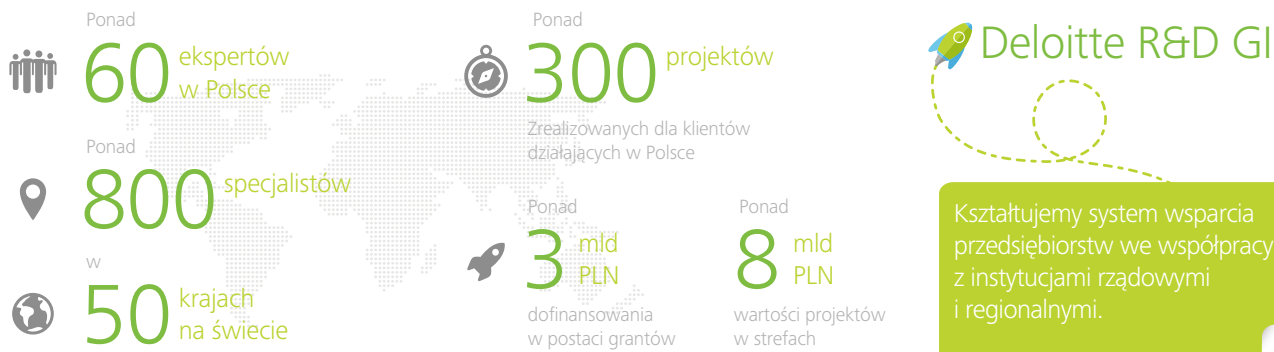 Ponad
60 ekspertów
w Polsce
Ponad
800 specjalistów
w
50 krajach
na świecie
Ponad
300 projektów
Zrealizowanych dla klientów
działających w Polsce
Ponad
3 mld
PLN
dofinansowania
w postaci grantów
Ponad
8 mld
PLN
wartości projektów
w strefach
Deloitte R&D GI
Kształtujemy system wsparcia
przedsiębiorstw we współpracy
z instytucjami rządowymi
i regionalnymi.